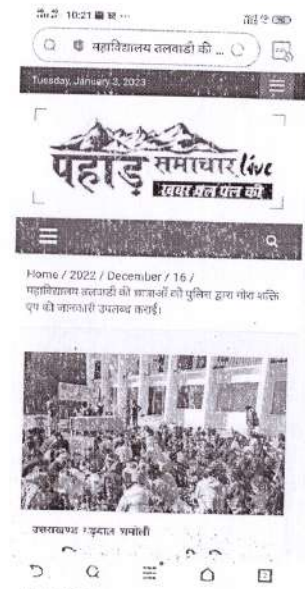 10:21
महाविद्यालय तलवाडी की ...
Tuesday, January 3, 2023
पहाड़ समाचार live
खबर पल पल की
Home / 2022 / December / 16 /
महाविद्यालय तलवाडी की छात्राओं को पुलिस द्वारा गोरा शक्ति
एप की जानकारी उपलब्ध कराई।
उत्तराखण्ड गढ़वाल चमोली